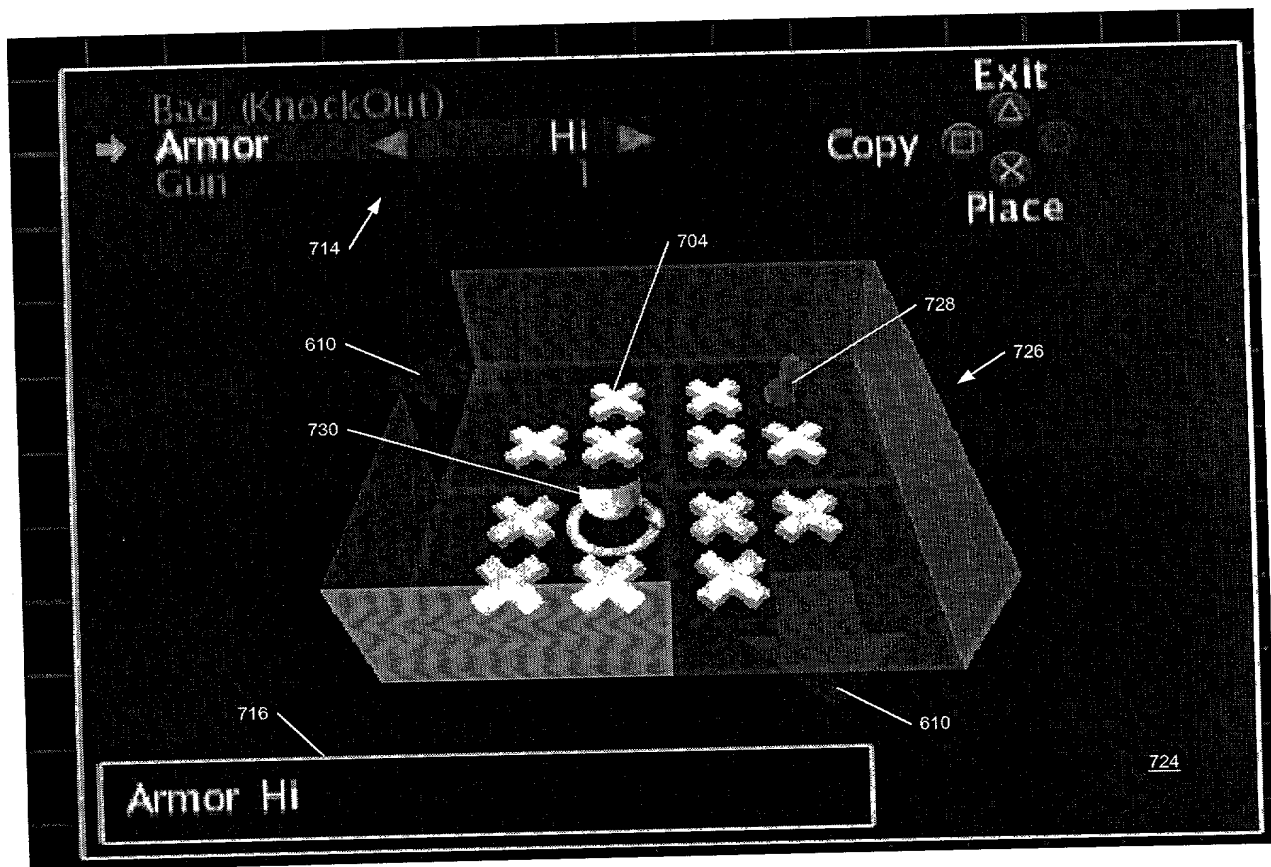 Exit
Bag (KnockOut)
Armor Hi
Copy
Gun 1
Place
714
704
728
610
726
730
716
610
724
Armor Hi